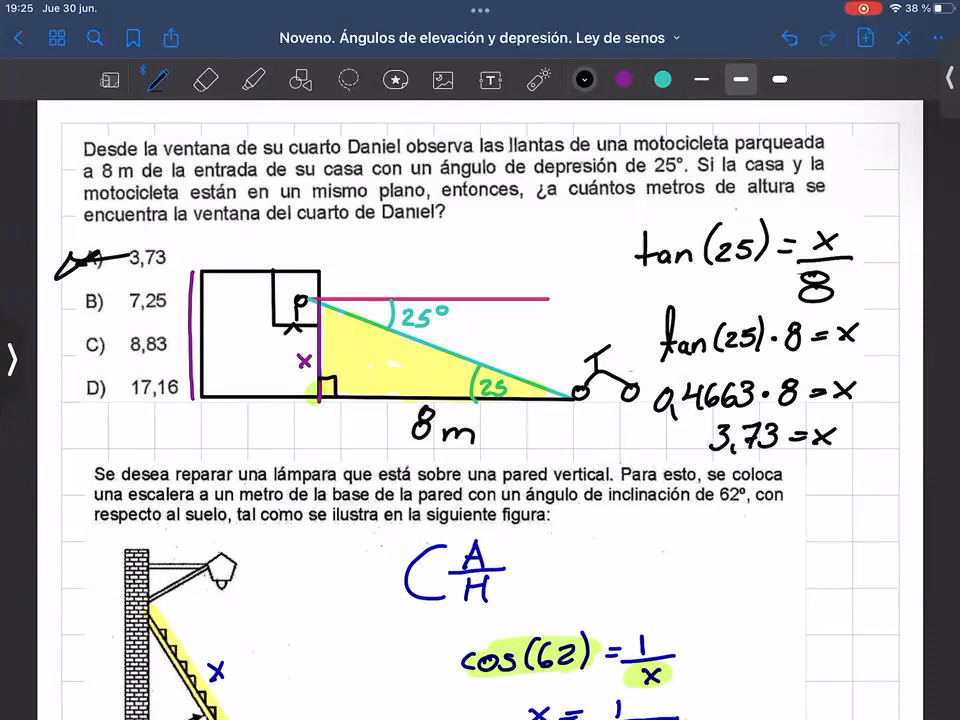 19:25 Jue 30 jun.
38 %
Noveno. Ángulos de elevación y depresión. Ley de senos
Desde la ventana de su cuarto Daniel observa las llantas de una motocicleta parqueada
a 8 m de la entrada de su casa con un ángulo de depresión de 25°. Si la casa y la
motocicleta están en un mismo plano, entonces, ¿a cuántos metros de altura se
encuentra la ventana del cuarto de Daniel?
A) 3,73
B) 7,25
C) 8,83
D) 17,16
25°
x
25
8 m
tan(25) = x/8
tan(25) · 8 = x
0,4663 · 8 = x
3,73 = x
Se desea reparar una lámpara que está sobre una pared vertical. Para esto, se coloca
una escalera a un metro de la base de la pared con un ángulo de inclinación de 62º, con
respecto al suelo, tal como se ilustra en la siguiente figura:
C A/H
x
cos(62) = 1/x
x = 1